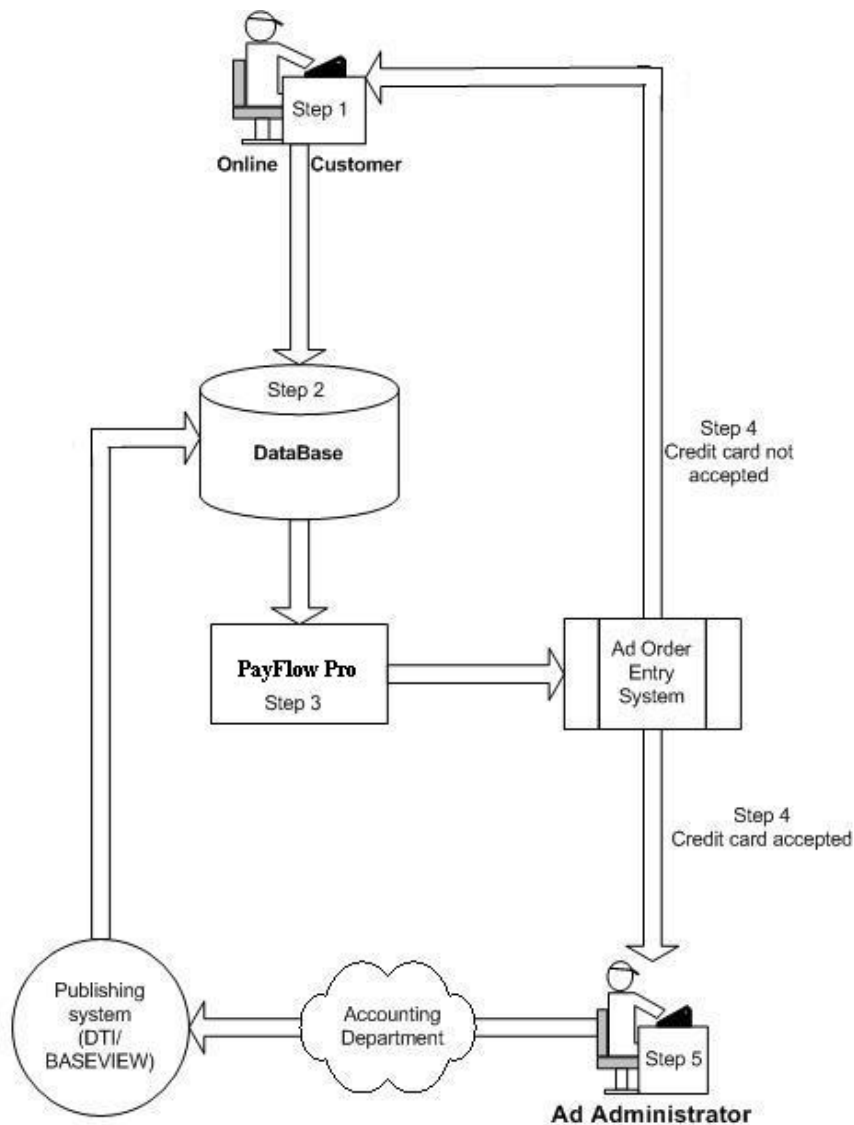 Step 1
Online Customer
Step 2
DataBase
Step 4
Credit card not
accepted
PayFlow Pro
Step 3
Ad Order
Entry
System
Step 4
Credit card accepted
Publishing
system
(DTI/
BASEVIEW)
Accounting
Department
Step 5
Ad Administrator